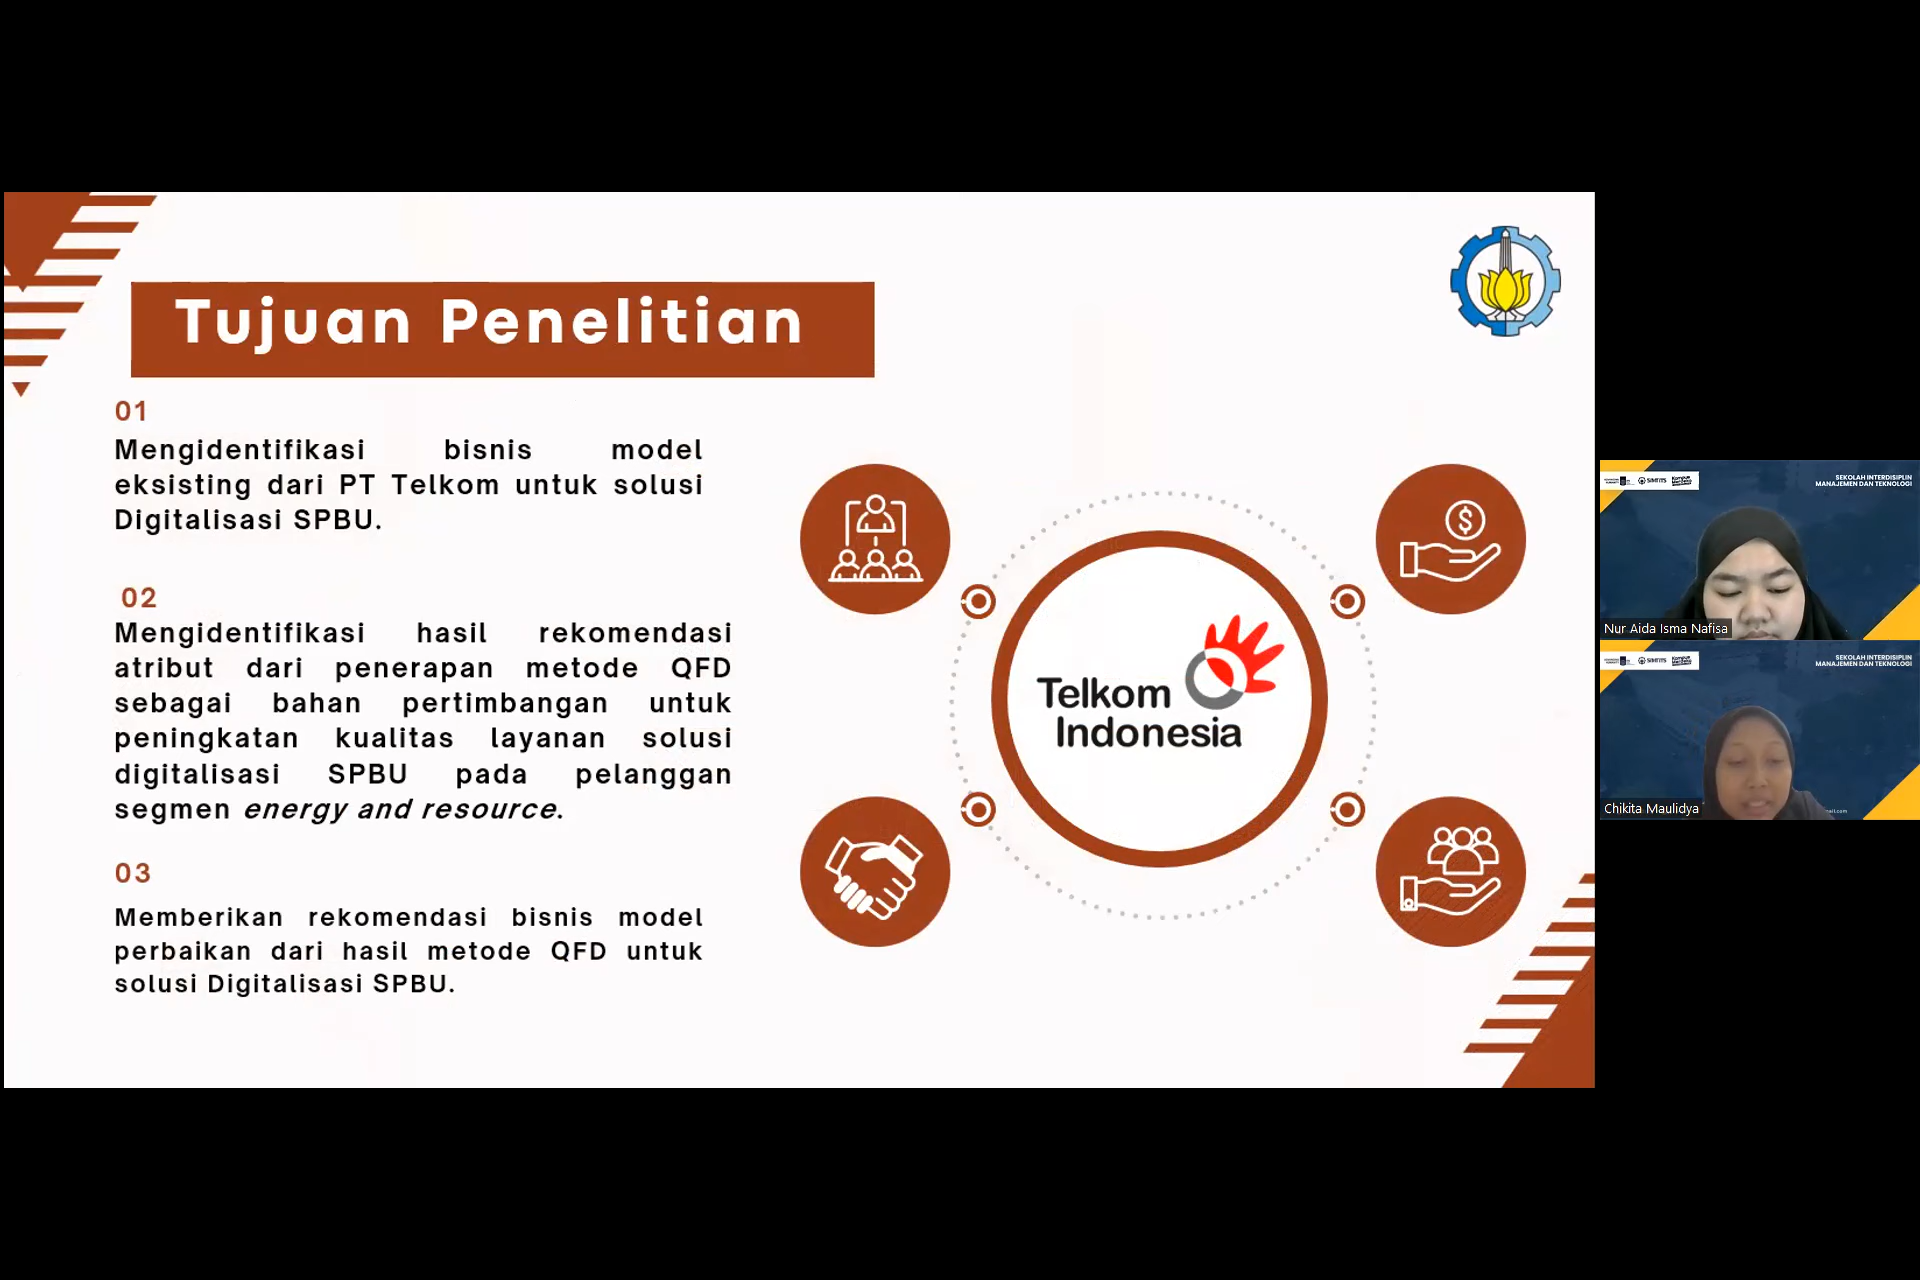 Tujuan Penelitian
01
Mengidentifikasi bisnis model
eksisting dari PT Telkom untuk solusi
Digitalisasi SPBU.
02
Mengidentifikasi hasil rekomendasi
atribut dari penerapan metode QFD
sebagai bahan pertimbangan untuk
peningkatan kualitas layanan solusi
digitalisasi SPBU pada pelanggan
segmen energy and resource.
03
Memberikan rekomendasi bisnis model
perbaikan dari hasil metode QFD untuk
solusi Digitalisasi SPBU.
Telkom
Indonesia
SEKOLAH INTERDISIPLIN
MANAJEMEN DAN TEKNOLOGI
Nur Aida Isma Nafisa
SEKOLAH INTERDISIPLIN
MANAJEMEN DAN TEKNOLOGI
Chikita Maulidya